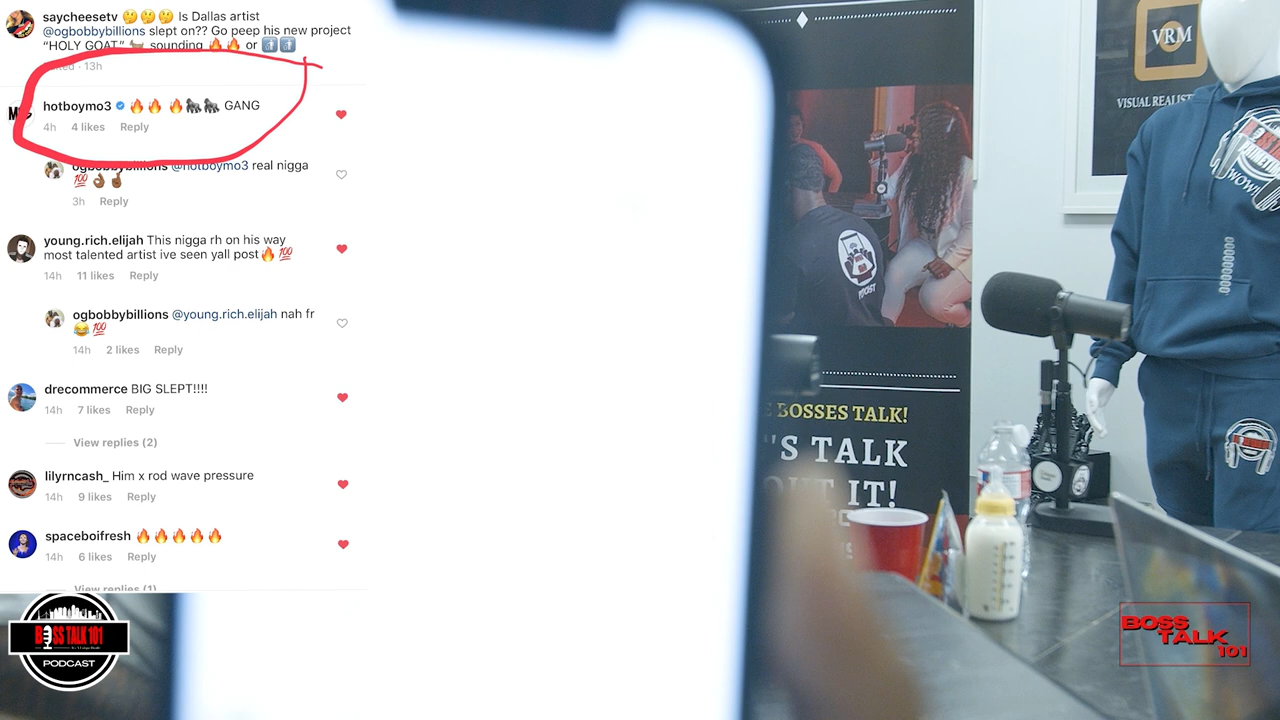 saycheesetv 🤔🤔🤔 Is Dallas artist
@ogbobbybillions slept on?? Go peep his new project
“HOLY GOAT” 🐐 sounding 🔥🔥 or 🚮🚮
13h
hotboymo3 🔥🔥 🔥🦍🦍 GANG
4h 4 likes Reply
ogbobbybillions @hotboymo3 real nigga
💯👌🏾🤞🏾
3h Reply
young.rich.elijah This nigga rh on his way
most talented artist ive seen yall post🔥💯
14h 11 likes Reply
ogbobbybillions @young.rich.elijah nah fr
😂💯
14h 2 likes Reply
drecommerce BIG SLEPT!!!!
14h 7 likes Reply
View replies (2)
lilyrncash_ Him x rod wave pressure
14h 9 likes Reply
spaceboifresh 🔥🔥🔥🔥🔥
14h 6 likes Reply
View replies (1)
BOSS TALK 101
PODCAST
BOSSES TALK!
'S TALK
IT!
VRM
VISUAL
WOW!
BOSS
TALK
101